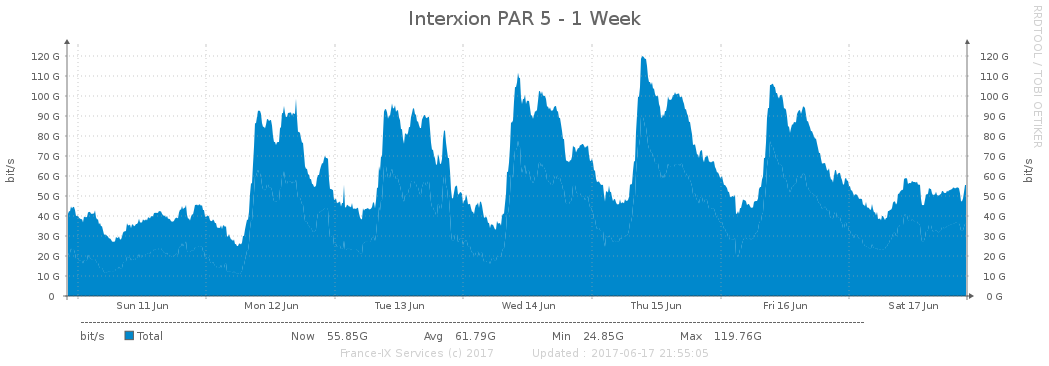 Interxion PAR 5 - 1 Week
RRDTOOL / TOBI OETIKER
bit/s
120 G 120 G
110 G 110 G
100 G 100 G
90 G 90 G
80 G 80 G
70 G 70 G
60 G 60 G
50 G 50 G
40 G 40 G
30 G 30 G
20 G 20 G
10 G 10 G
0 0 G
bit/s
Sun 11 Jun Mon 12 Jun Tue 13 Jun Wed 14 Jun Thu 15 Jun Fri 16 Jun Sat 17 Jun
bit/s Total Now 55.85G Avg 61.79G Min 24.85G Max 119.76G
France-IX Services (c) 2017 Updated : 2017-06-17 21:55:05